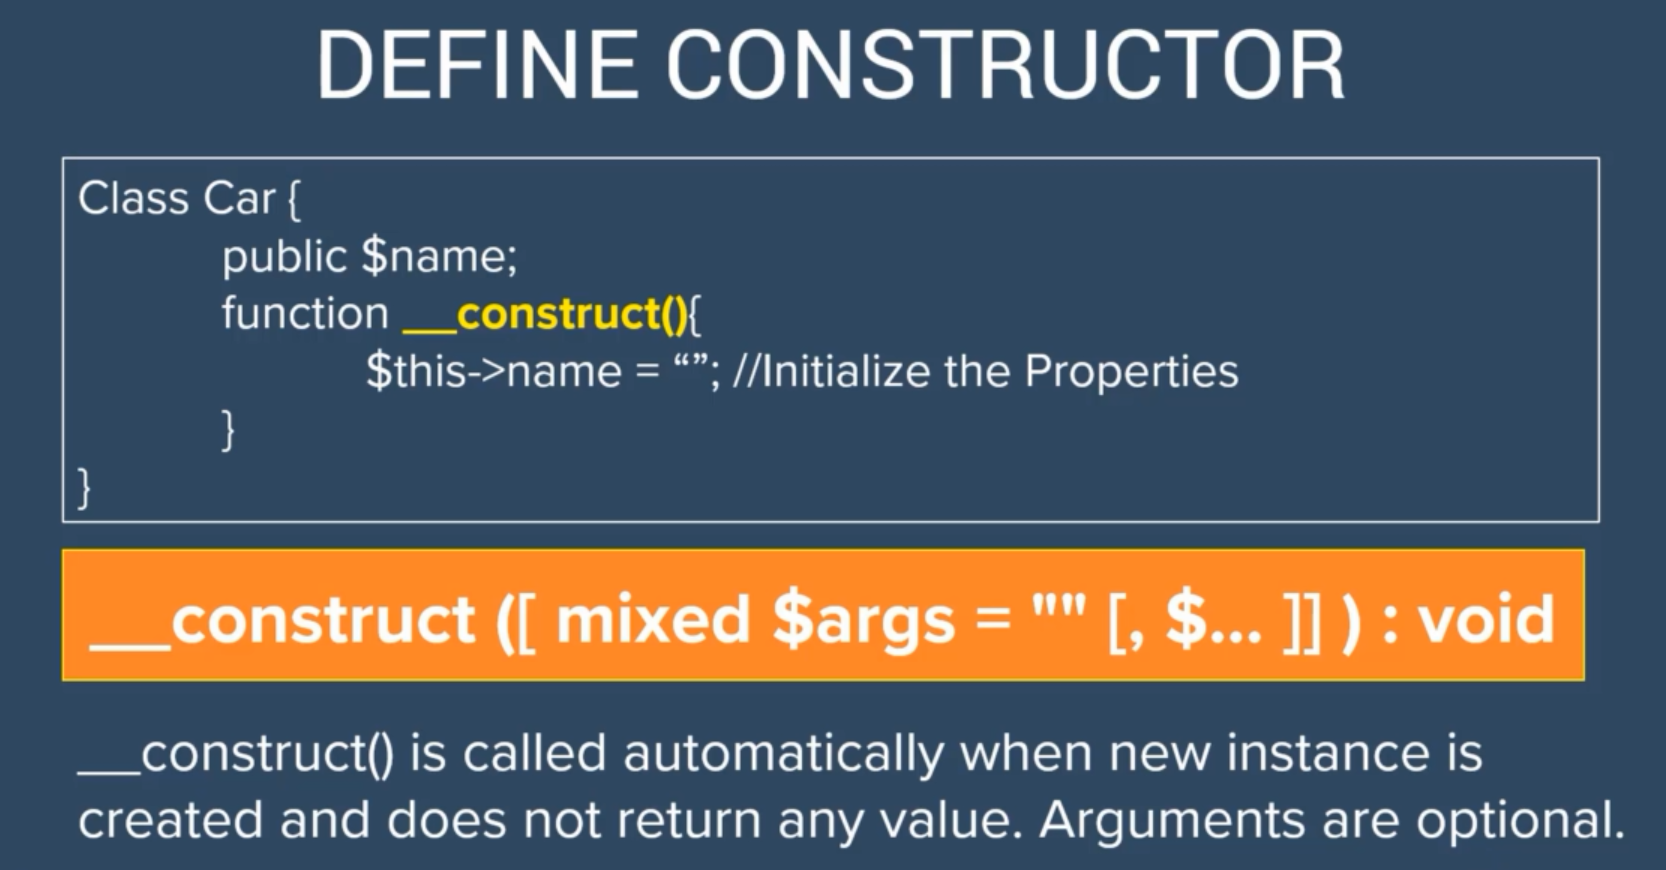 DEFINE CONSTRUCTOR
Class Car {
public $name;
function __construct(){
$this->name = “”; //Initialize the Properties
}
}
__construct ([ mixed $args = "" [, $... ]] ) : void
__construct() is called automatically when new instance is
created and does not return any value. Arguments are optional.